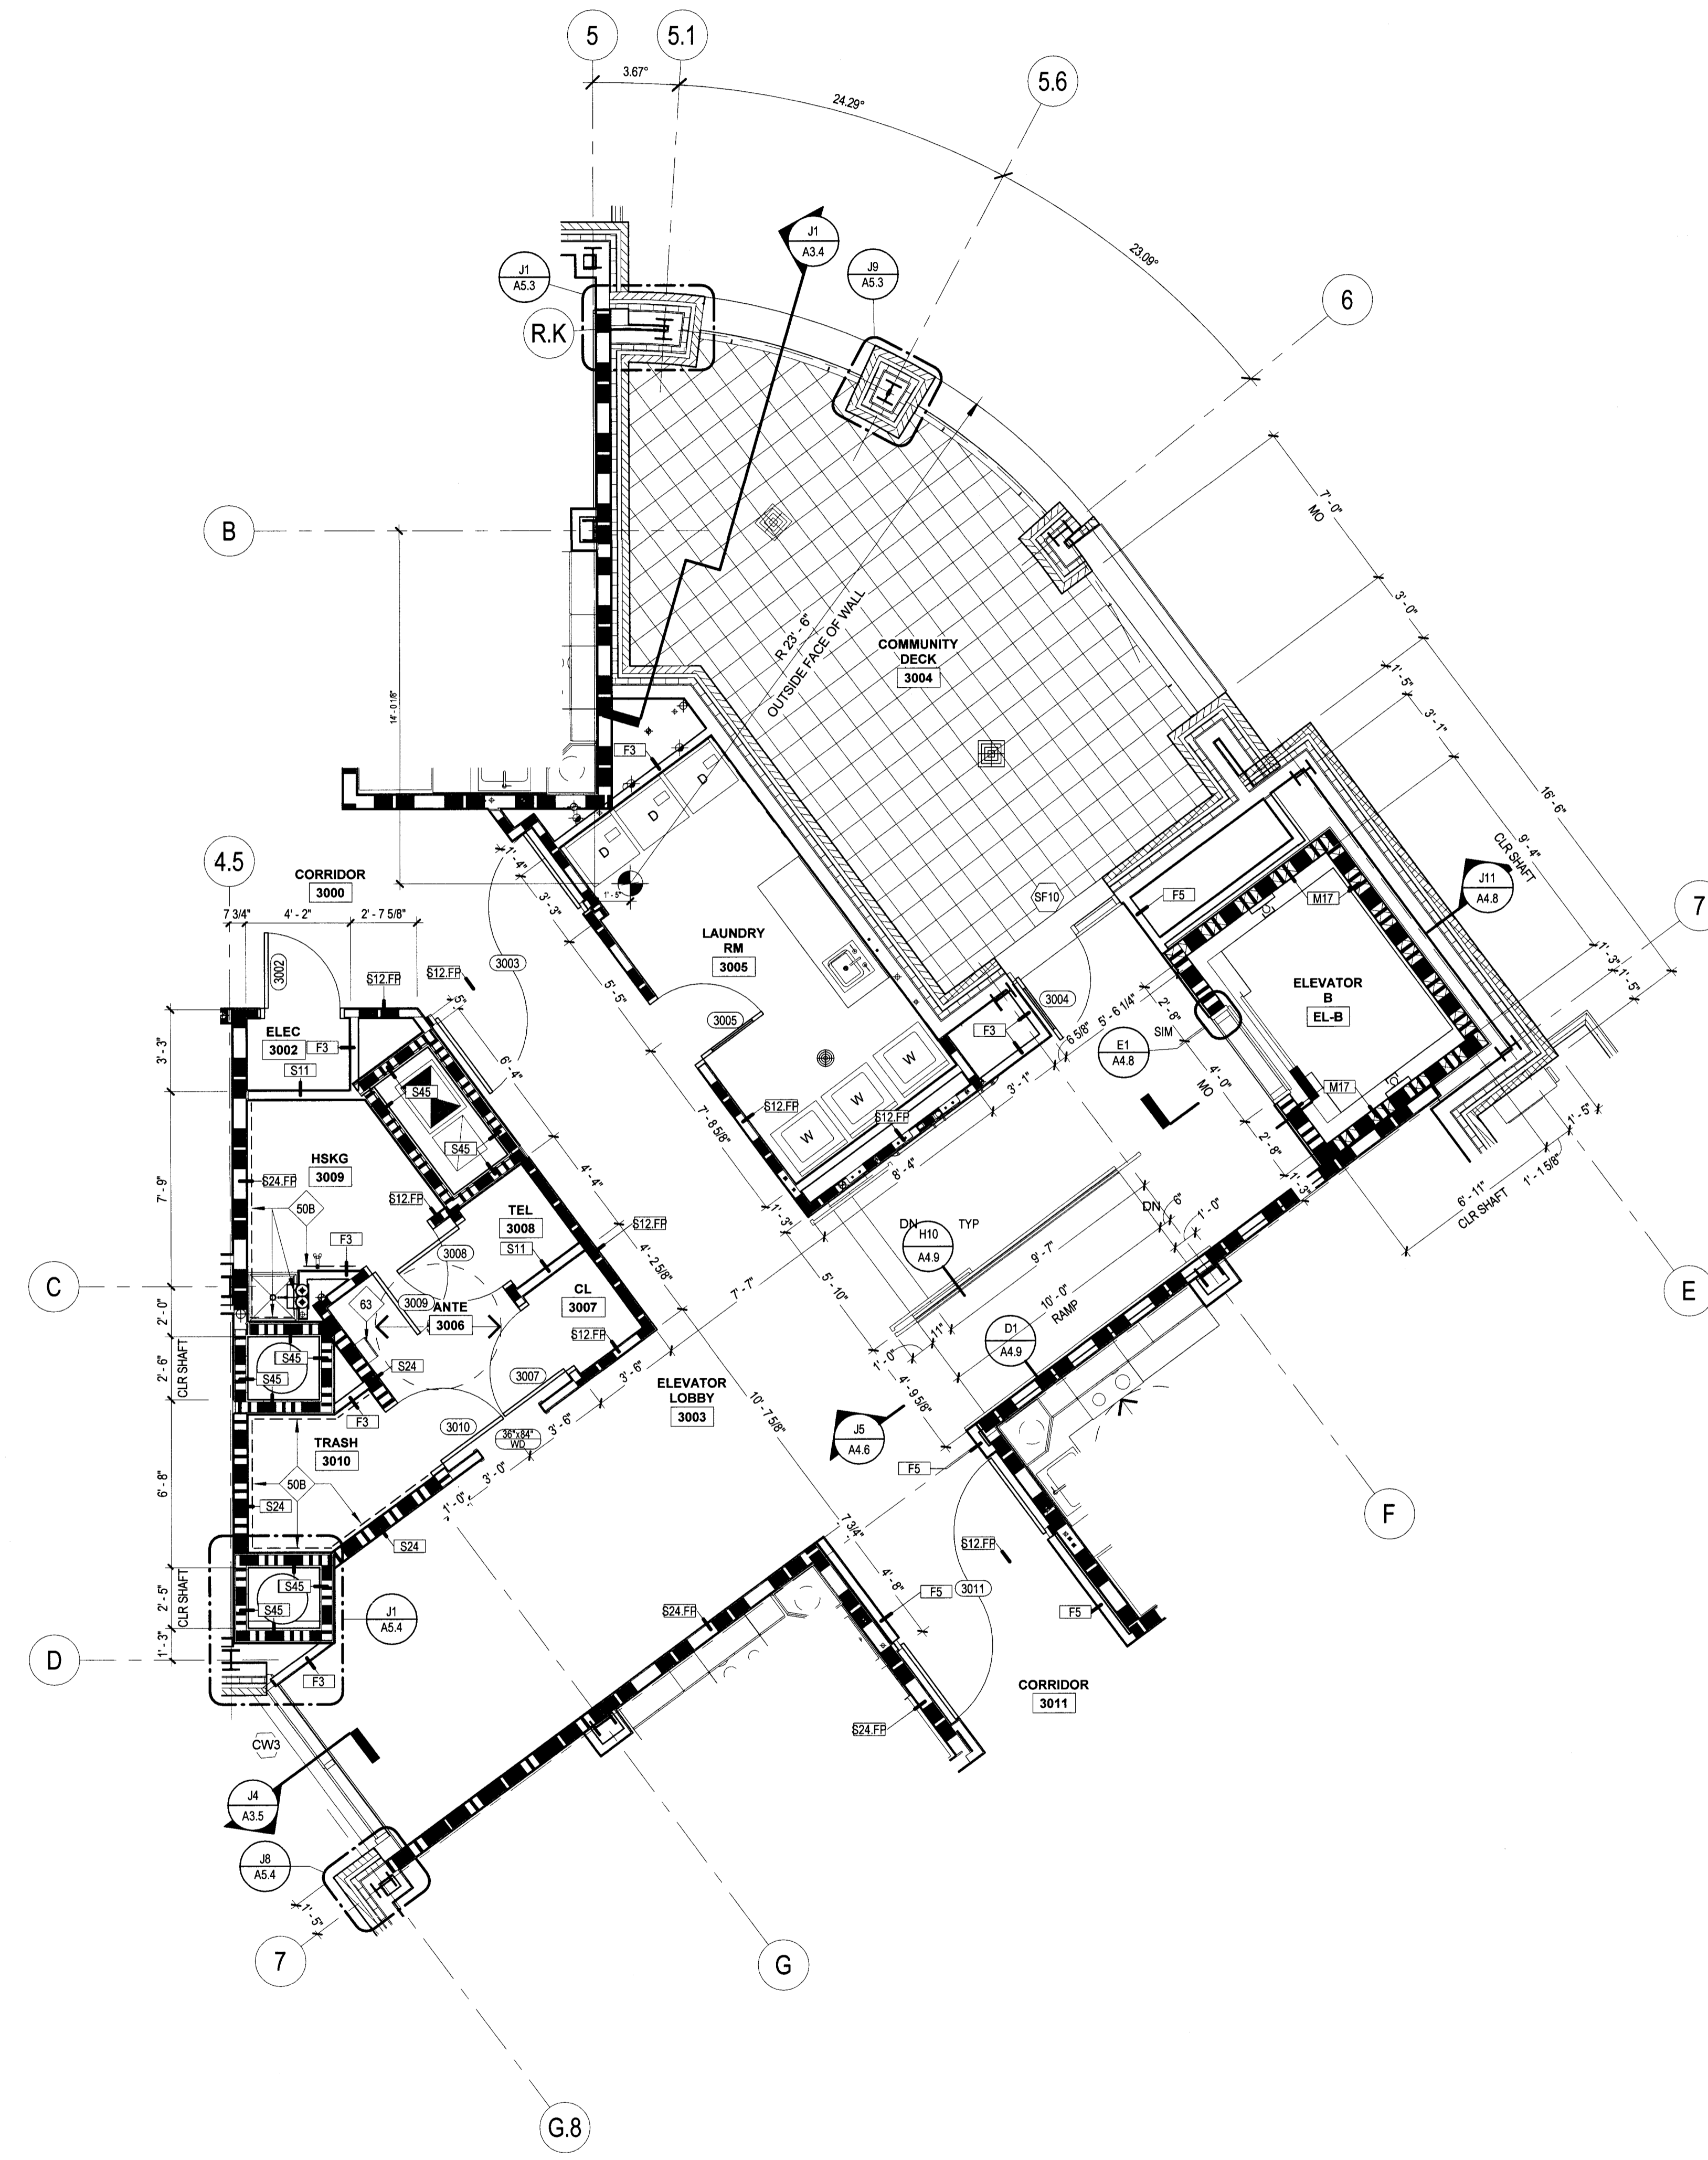 5
5.1
3.67°
5.6
24.29°
23.09°
6
J1
A3.4
J9
A5.3
J1
A5.3
R.K
B
7' - 0"
MO
3' - 0"
1' - 5"
3' - 1"
16' - 6"
9' - 4"
CLR SHAFT
R 23' - 6"
OUTSIDE FACE OF WALL
COMMUNITY
DECK
3004
14' - 0 1/8"
F3
D
D
D
1' - 5"
4.5
CORRIDOR
3000
7 3/4"
4' - 2"
2' - 7 5/8"
1' - 4"
3' - 3"
3002
S12.FP
S12.FP
3003
5"
LAUNDRY
RM
3005
5' - 5"
SF10
F5
M17
J11
A4.8
7
1' - 3"
1' - 5"
ELEVATOR
B
EL-B
3004
F3
6 5/8"
5' - 6 1/4"
2' - 8"
SIM
E1
A4.8
4' - 0"
MO
M17
2' - 8"
1' - 3"
1' - 5"
1' - 1 5/8"
6' - 11"
CLR SHAFT
E
3' - 3"
ELEC
3002
F3
S11
6' - 4"
S45
S45
3005
S12.FP
W
W
W
S12.FP
3' - 1"
8' - 4"
7' - 8 5/8"
1' - 3"
7' - 9"
HSKG
3009
S24.FP
50B
S12.FP
TEL
3008
S11
4' - 4"
S12.FP
3008
F3
4' - 2 5/8"
C
2' - 0"
63
3009
ANTE
3006
CL
3007
S12.FP
7' - 7"
5' - 10"
DN
TYP
H10
A4.9
9' - 7"
10' - 0"
RAMP
DN
6"
1' - 0"
11"
1' - 0"
D1
A4.9
2' - 6"
CLR SHAFT
S45
S45
S24
F3
3007
3' - 6"
ELEVATOR
LOBBY
3003
10' - 7 5/8"
4' - 9 5/8"
J5
A4.6
F5
F
TRASH
3010
3010
36"x84"
WD
3' - 6"
3' - 0"
1' - 0"
50B
6' - 8"
S24
S24
7 3/4"
4' - 8"
S12.FP
3011
F5
F5
2' - 5"
CLR SHAFT
S45
S45
J1
A5.4
S24.FP
1' - 3"
D
F3
CORRIDOR
3011
S24.FP
CW3
J4
A3.5
J8
A5.4
1' - 5"
7
G
G.8